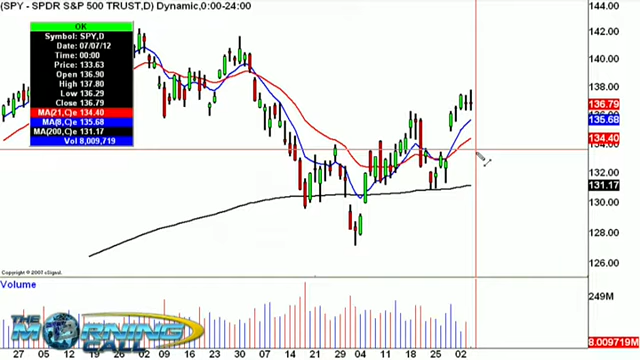 (SPY - SPDR S&P 500 TRUST,D) Dynamic,0:00-24:00
OK
Symbol: SPY,D
Date: 07/07/12
Time: 00:00
Price: 133.63
Open 136.90
High 137.80
Low 136.29
Close 136.79
MA(21,C)e 134.40
MA(8,C)e 135.68
MA(200,C)e 131.17
Vol 8,009,719
144.00
142.00
140.00
138.00
136.79
135.68
134.40
132.00
131.17
130.00
128.00
126.00
Copyright © 2007 eSignal.
Volume
249M
8.009719M
THE MORNING CALL
27 05 12 19 26 02 09 16 23 30 07 14 21 29 04 11 18 25 02